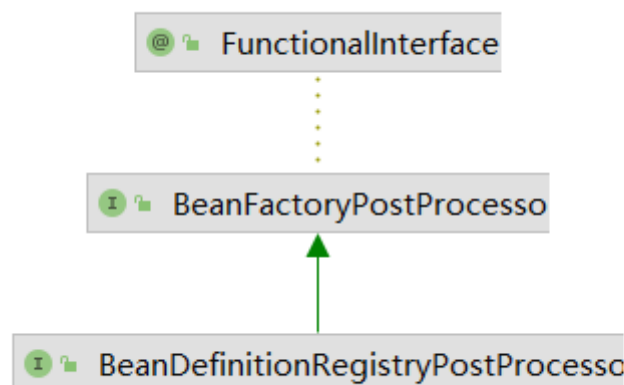 @ FunctionalInterface
I BeanFactoryPostProcesso
I BeanDefinitionRegistryPostProcesso